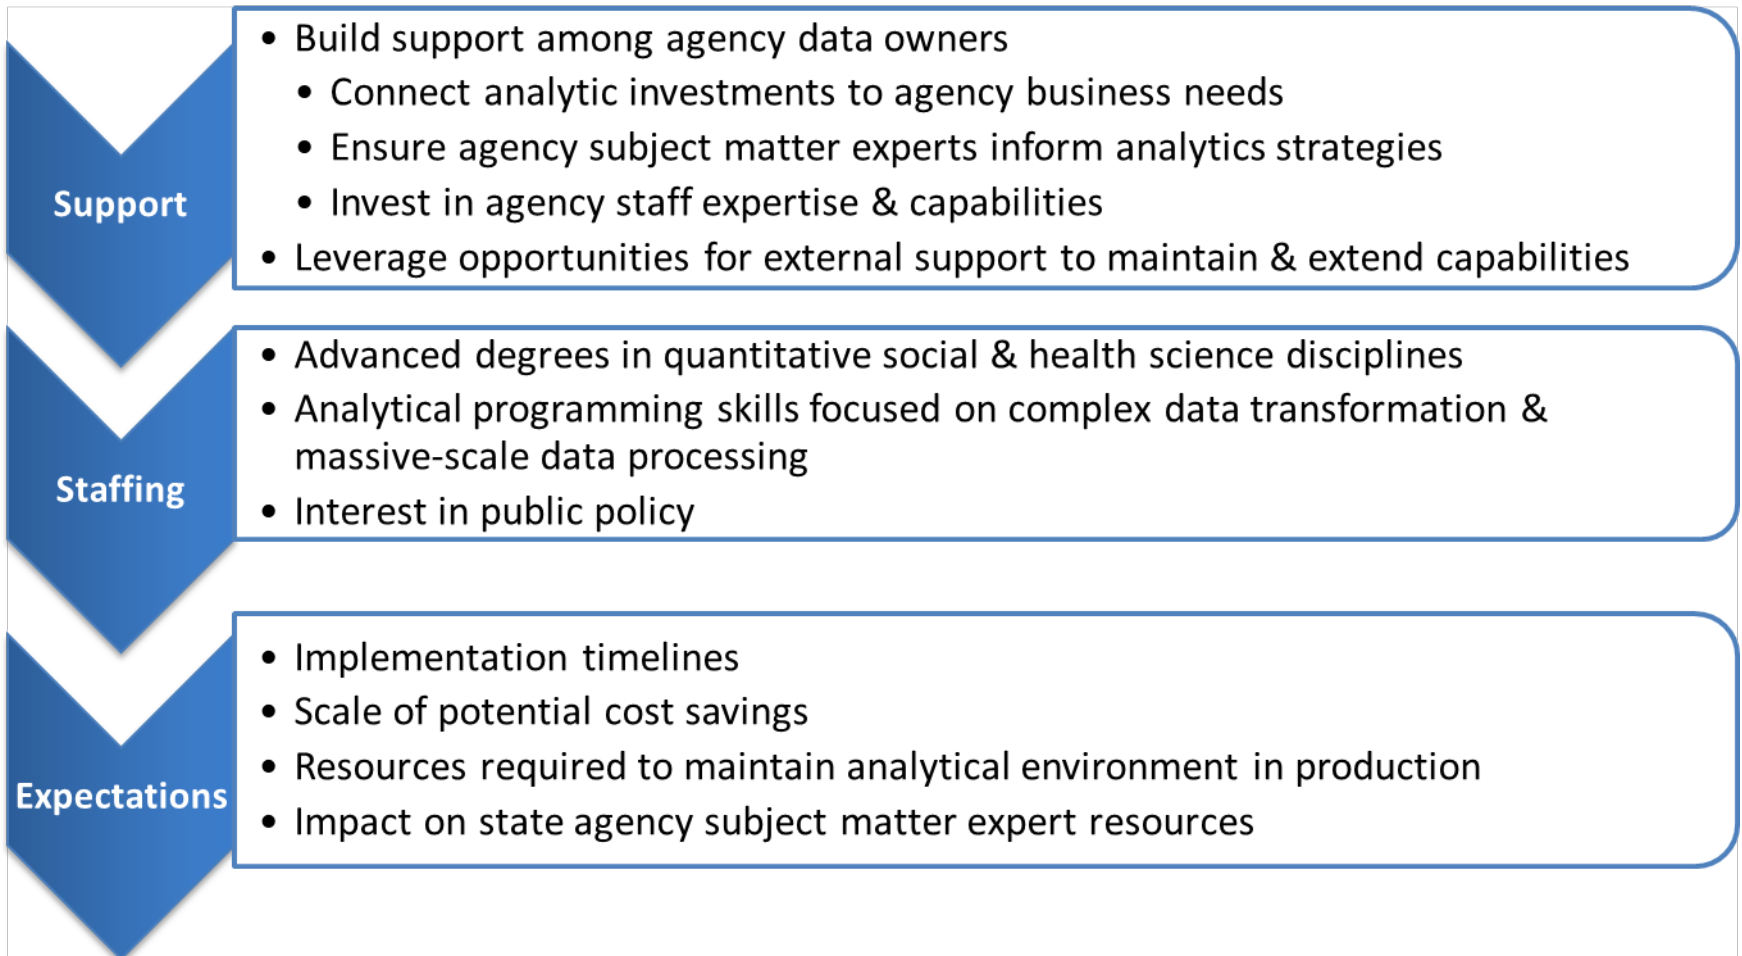 Support
• Build support among agency data owners
• Connect analytic investments to agency business needs
• Ensure agency subject matter experts inform analytics strategies
• Invest in agency staff expertise & capabilities
• Leverage opportunities for external support to maintain & extend capabilities
Staffing
• Advanced degrees in quantitative social & health science disciplines
• Analytical programming skills focused on complex data transformation &
massive-scale data processing
• Interest in public policy
Expectations
• Implementation timelines
• Scale of potential cost savings
• Resources required to maintain analytical environment in production
• Impact on state agency subject matter expert resources